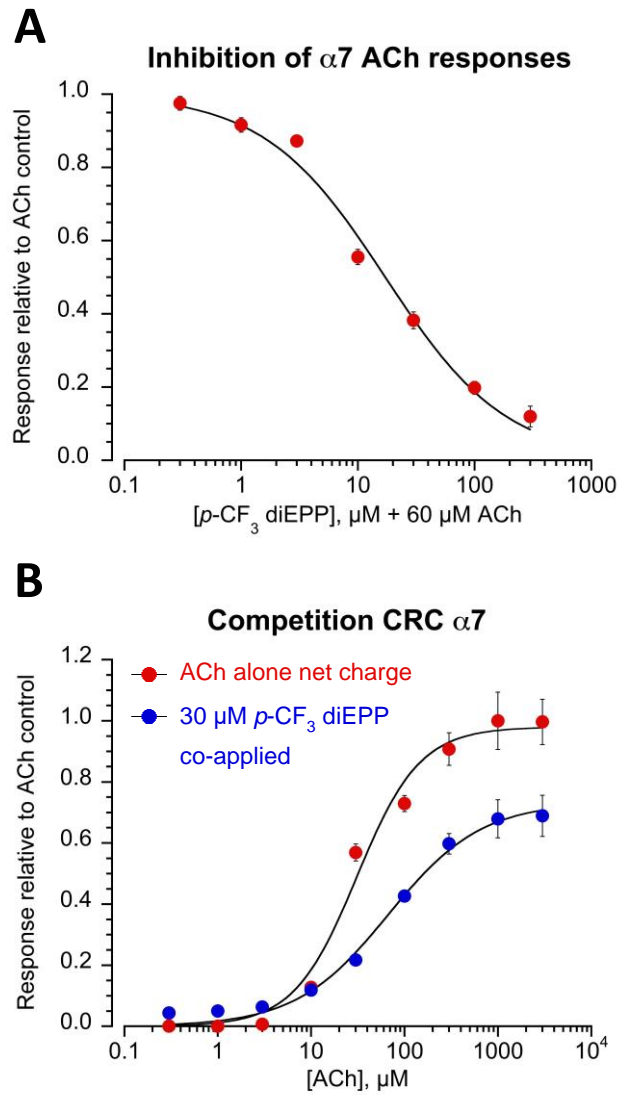 A
Inhibition of α7 ACh responses
Response relative to ACh control
1.0
0.8
0.6
0.4
0.2
0.0
0.1 1 10 100 1000
[p-CF₃ diEPP], µM + 60 µM ACh
B
Competition CRC α7
Response relative to ACh control
1.2
1.0
0.8
0.6
0.4
0.2
0.0
ACh alone net charge
30 µM p-CF₃ diEPP
co-applied
0.1 1 10 100 1000 10⁴
[ACh], µM